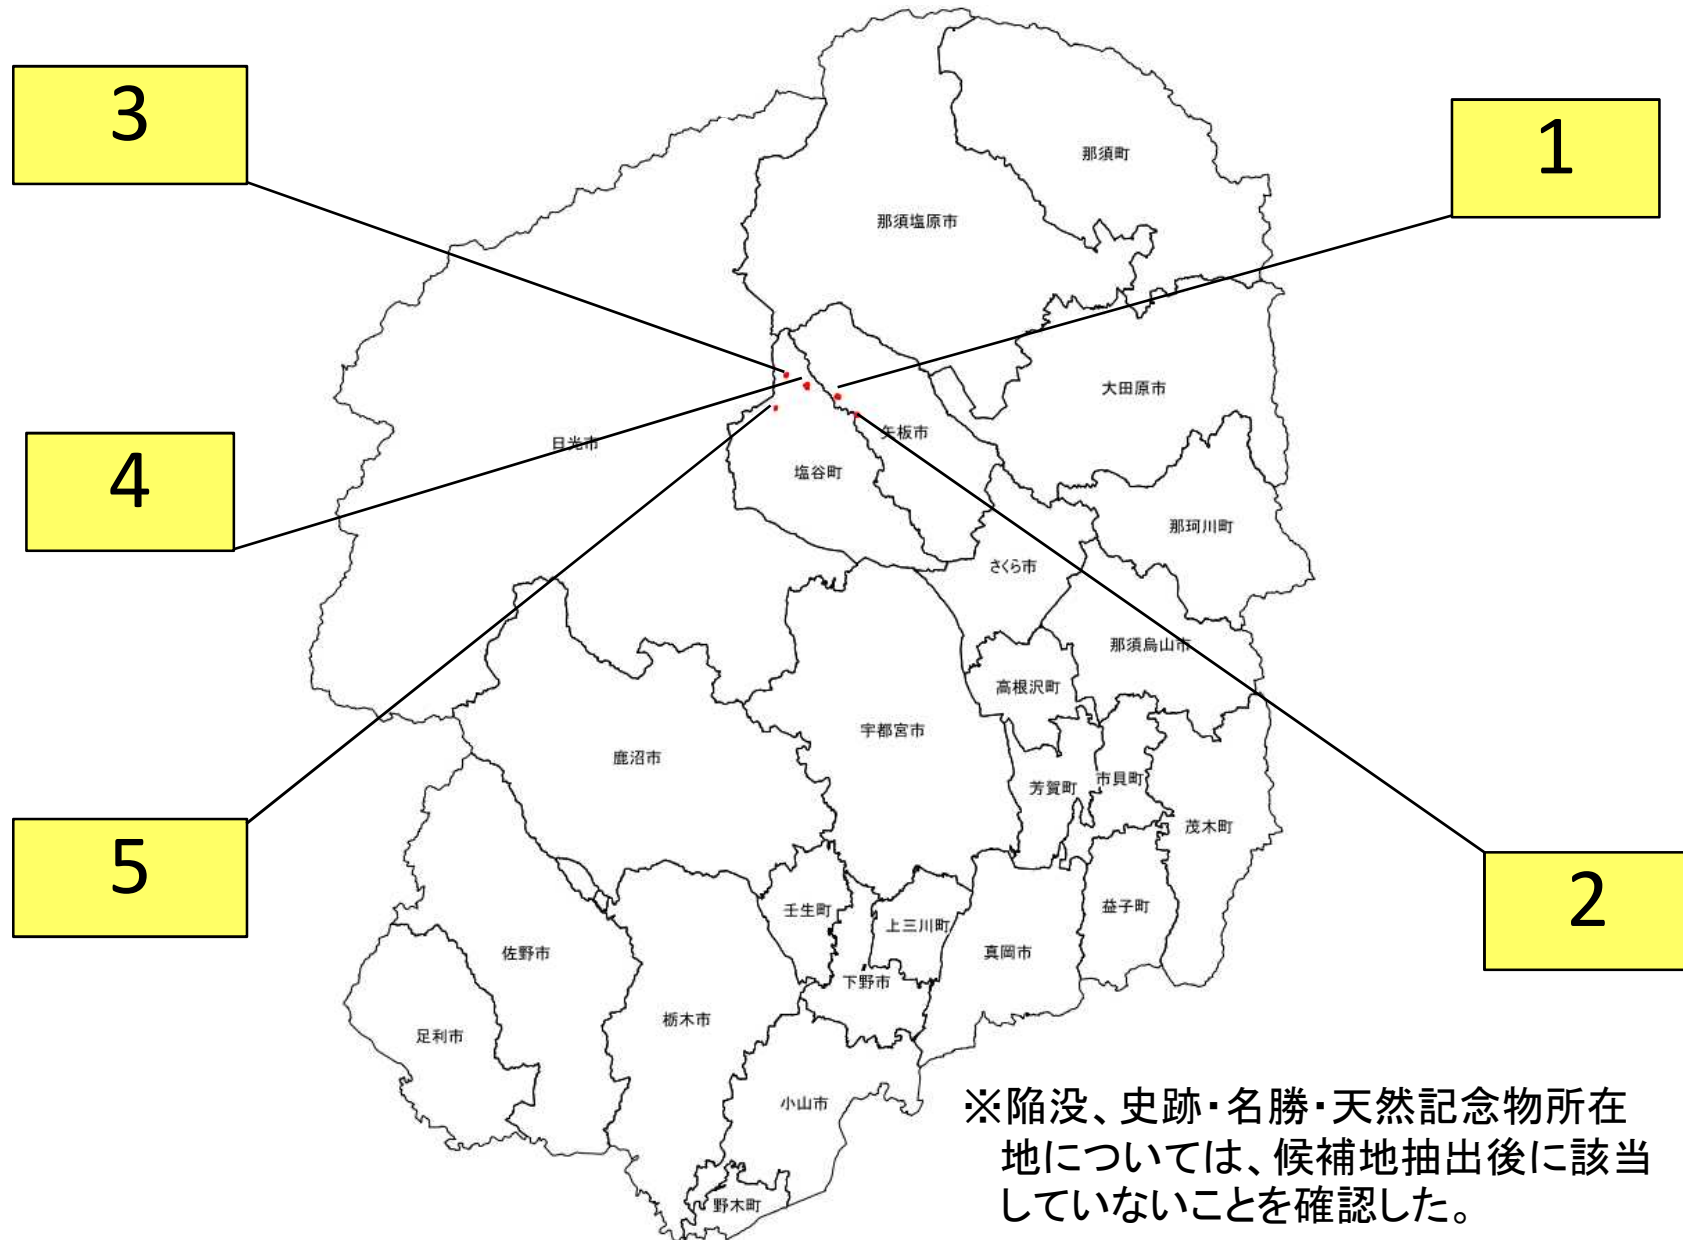 3
1
那須町
那須塩原市
大田原市
日光市
矢板市
塩谷町
4
那珂川町
さくら市
那須烏山市
高根沢町
宇都宮市
鹿沼市
芳賀町
市貝町
茂木町
5
2
壬生町
上三川町
益子町
佐野市
真岡市
下野市
栃木市
足利市
小山市
野木町
※陥没、史跡・名勝・天然記念物所在
地については、候補地抽出後に該当
していないことを確認した。